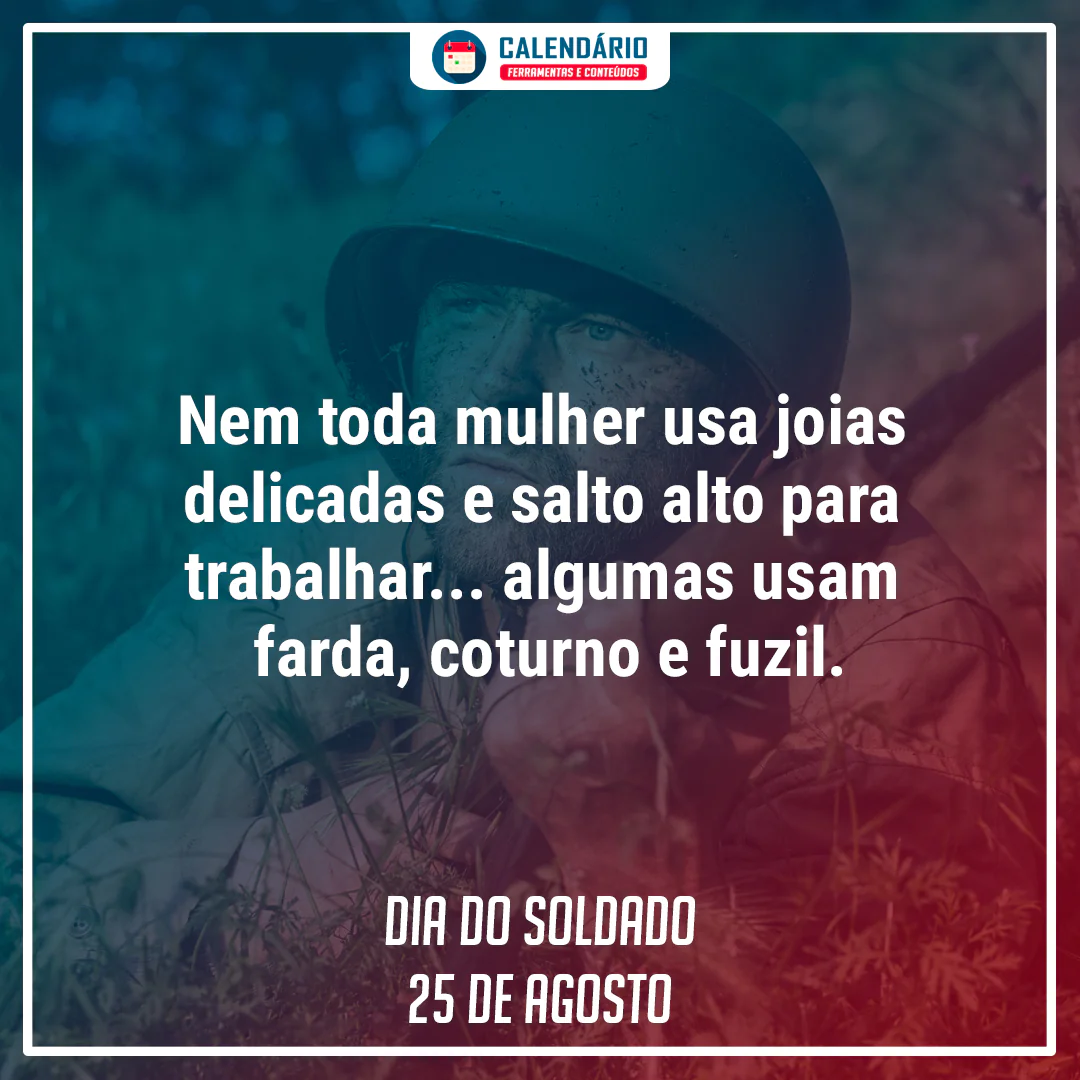 CALENDÁRIO
FERRAMENTAS E CONTEÚDOS
Nem toda mulher usa joias
delicadas e salto alto para
trabalhar... algumas usam
farda, coturno e fuzil.
DIA DO SOLDADO
25 DE AGOSTO